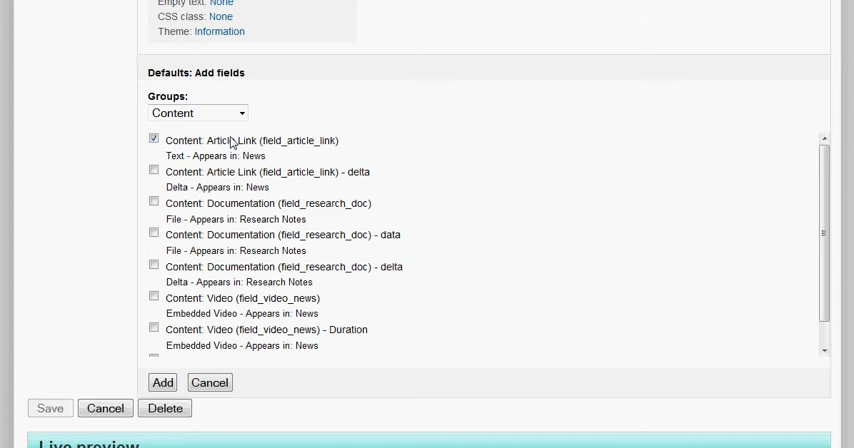 Empty text: None
CSS class: None
Theme: Information
Defaults: Add fields
Groups:
Content
Content: Article Link (field_article_link)
Text - Appears in: News
Content: Article Link (field_article_link) - delta
Delta - Appears in: News
Content: Documentation (field_research_doc)
File - Appears in: Research Notes
Content: Documentation (field_research_doc) - data
File - Appears in: Research Notes
Content: Documentation (field_research_doc) - delta
Delta - Appears in: Research Notes
Content: Video (field_video_news)
Embedded Video - Appears in: News
Content: Video (field_video_news) - Duration
Embedded Video - Appears in: News
Add Cancel
Save Cancel Delete
Live preview